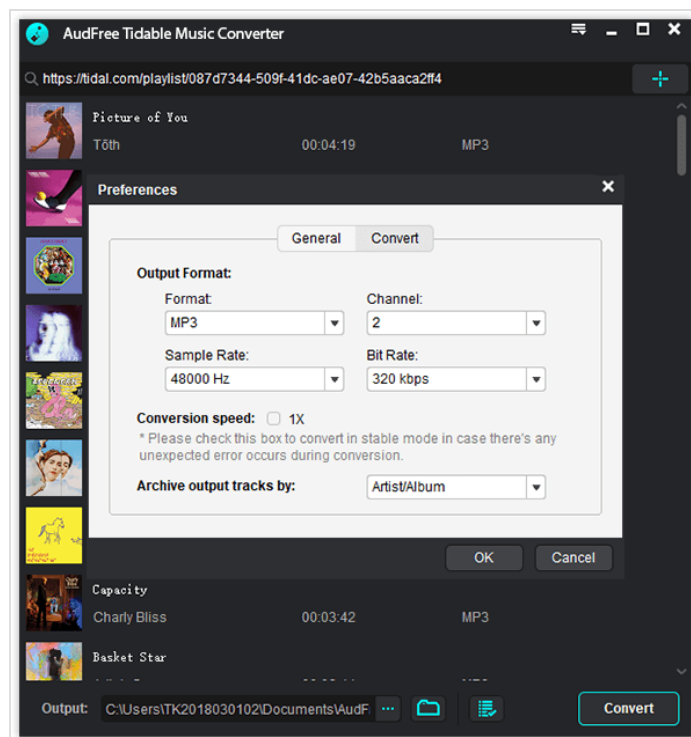 AudFree Tidable Music Converter
https://tidal.com/playlist/087d7344-509f-41dc-ae07-42b5aaca2ff4
Picture of You
Tōth 00:04:19 MP3
Preferences
General Convert
Output Format:
Format: Channel:
MP3 2
Sample Rate: Bit Rate:
48000 Hz 320 kbps
Conversion speed: 1X
* Please check this box to convert in stable mode in case there's any
unexpected error occurs during conversion.
Archive output tracks by: Artist/Album
OK Cancel
Capacity
Charly Bliss 00:03:42 MP3
Basket Star
Output: C:\Users\TK2018030102\Documents\AudF Convert